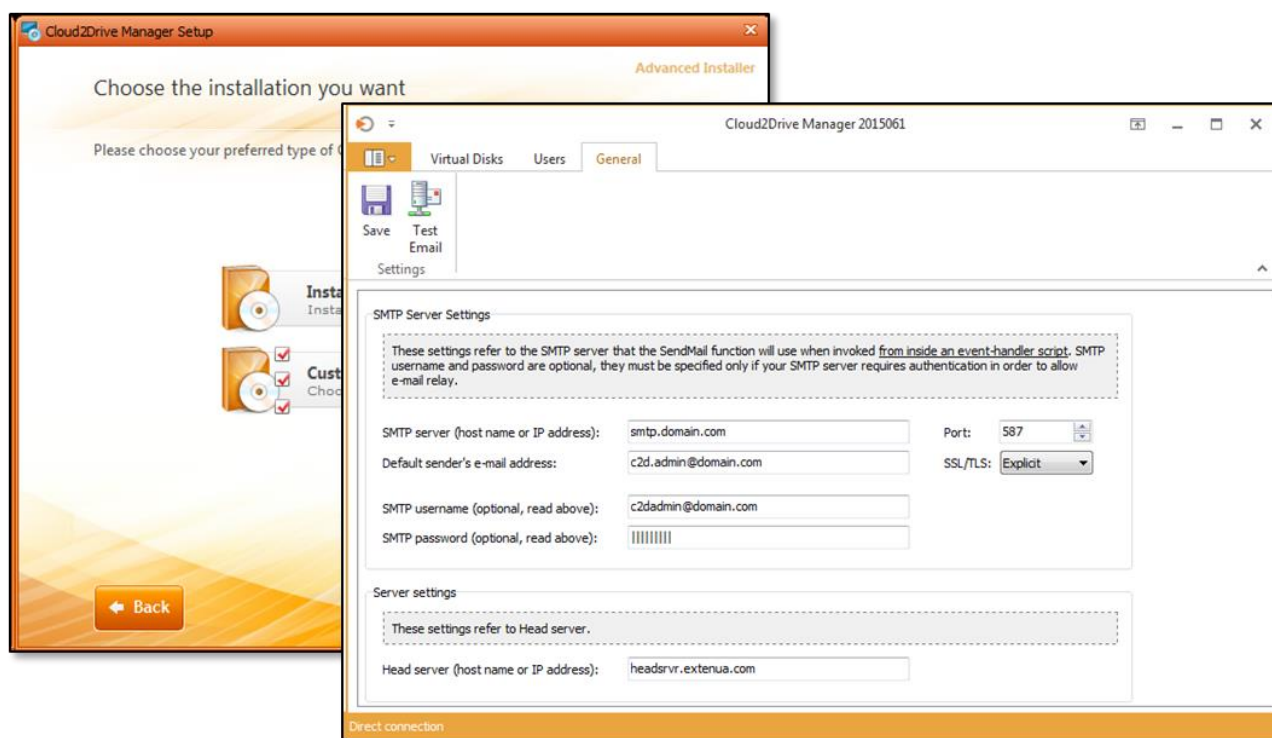 Cloud2Drive Manager Setup
Advanced Installer
Choose the installation you want
Please choose your preferred type of
Insta
Insta
Cust
Choo
Back
Cloud2Drive Manager 2015061
Virtual Disks Users General
Save Test Email
Settings
SMTP Server Settings
These settings refer to the SMTP server that the SendMail function will use when invoked from inside an event-handler script. SMTP
username and password are optional, they must be specified only if your SMTP server requires authentication in order to allow
e-mail relay.
SMTP server (host name or IP address): smtp.domain.com Port: 587
Default sender's e-mail address: c2d.admin@domain.com SSL/TLS: Explicit
SMTP username (optional, read above): c2dadmin@domain.com
SMTP password (optional, read above): |||||||||
Server settings
These settings refer to Head server.
Head server (host name or IP address): headsrvr.extenua.com
Direct connection